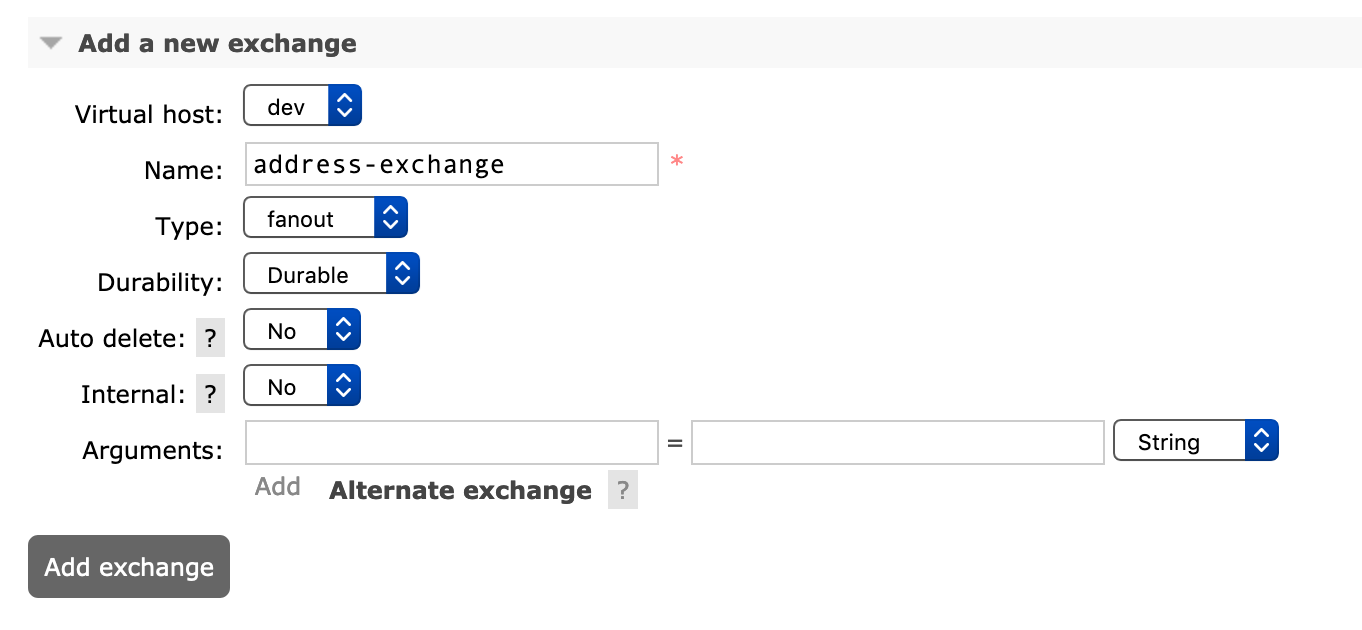 Add a new exchange
Virtual host: dev
Name: address-exchange *
Type: fanout
Durability: Durable
Auto delete: ? No
Internal: ? No
Arguments: = String
Add Alternate exchange ?
Add exchange